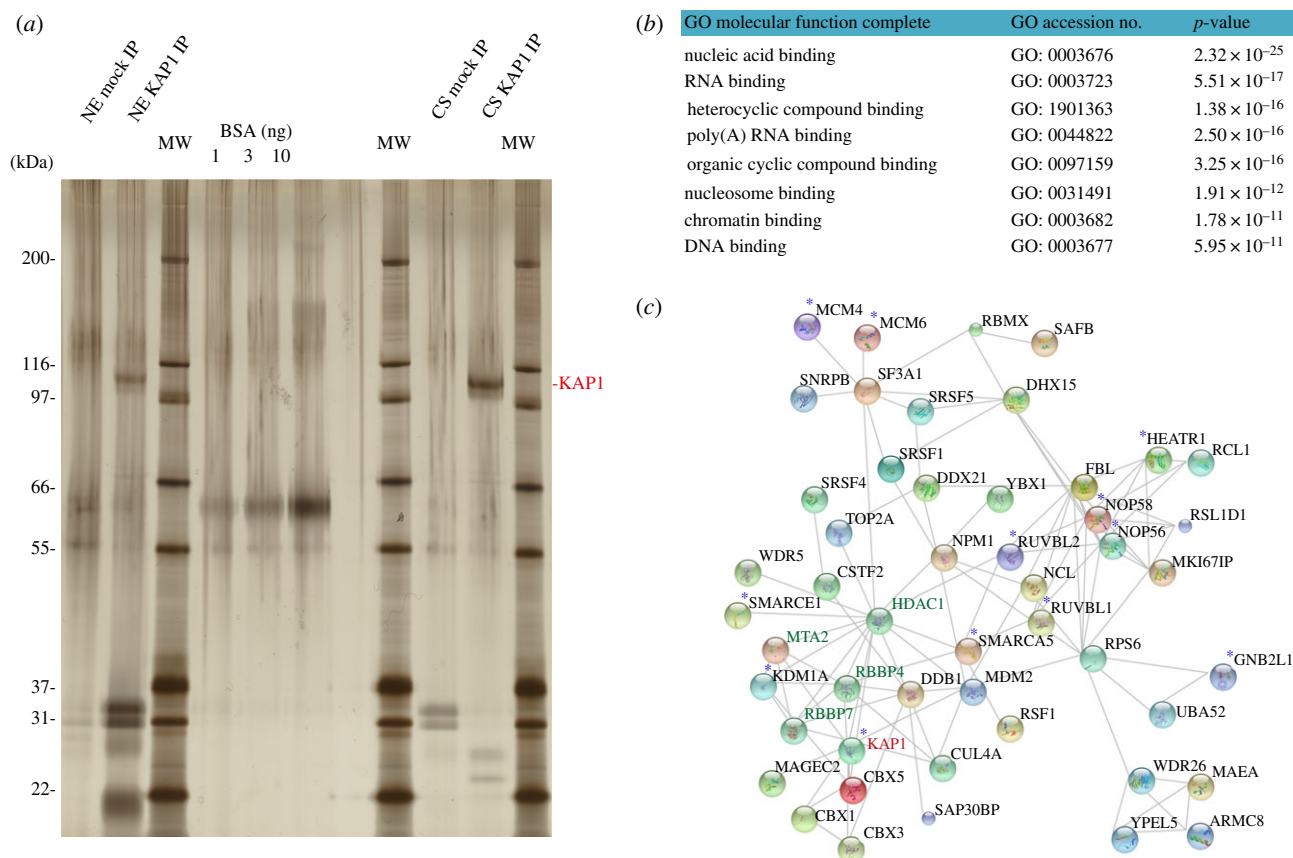 (a)
NE mock IP
NE KAP1 IP
MW
BSA (ng)
1 3 10
MW
CS mock IP
CS KAP1 IP
MW
(kDa)
200-
116-
97-
66-
55-
37-
31-
22-
-KAP1
(b)
GO molecular function complete GO accession no. p-value
nucleic acid binding GO: 0003676 2.32 × 10⁻²⁵
RNA binding GO: 0003723 5.51 × 10⁻¹⁷
heterocyclic compound binding GO: 1901363 1.38 × 10⁻¹⁶
poly(A) RNA binding GO: 0044822 2.50 × 10⁻¹⁶
organic cyclic compound binding GO: 0097159 3.25 × 10⁻¹⁶
nucleosome binding GO: 0031491 1.91 × 10⁻¹²
chromatin binding GO: 0003682 1.78 × 10⁻¹¹
DNA binding GO: 0003677 5.95 × 10⁻¹¹
(c)
*MCM4
*MCM6
RBMX
SAFB
SNRPB
SF3A1
SRSF5
DHX15
*HEATR1
RCL1
SRSF1
FBL
SRSF4
DDX21
YBX1
*NOP58
RSL1D1
TOP2A
*NOP56
WDR5
NPM1
*RUVBL2
MKI67IP
CSTF2
NCL
*SMARCE1
HDAC1
*RUVBL1
MTA2
*SMARCA5
RPS6
*GNB2L1
*KDM1A
RBBP4
DDB1
MDM2
RBBP7
RSF1
UBA52
*KAP1
MAGEC2
CBX5
CUL4A
WDR26
MAEA
CBX1
SAP30BP
CBX3
YPEL5
ARMC8